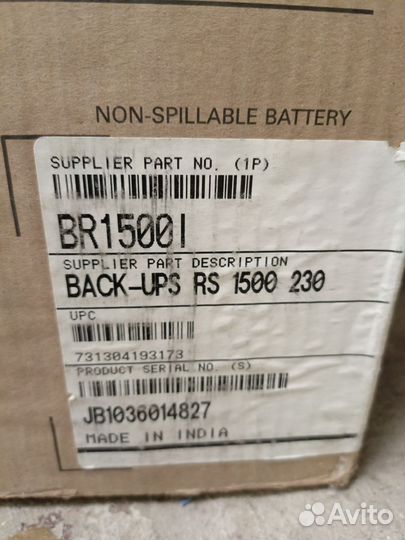 NON-SPILLABLE BATTERY
SUPPLIER PART NO. (1P)
BR1500I
SUPPLIER PART DESCRIPTION
BACK-UPS RS 1500 230
UPC
731304193173
PRODUCT SERIAL NO. (S)
JB1036014827
MADE IN INDIA
Avito